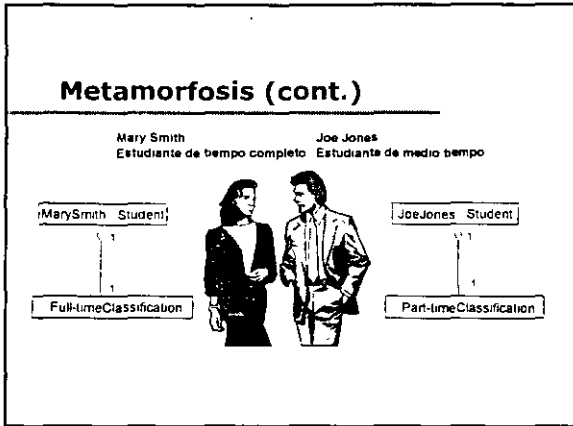 Metamorfosis (cont.)
Mary Smith
Estudiante de tiempo completo
Joe Jones
Estudiante de medio tiempo
MarySmith Student
JoeJones Student
1
1
1
1
Full-timeClassification
Part-timeClassification